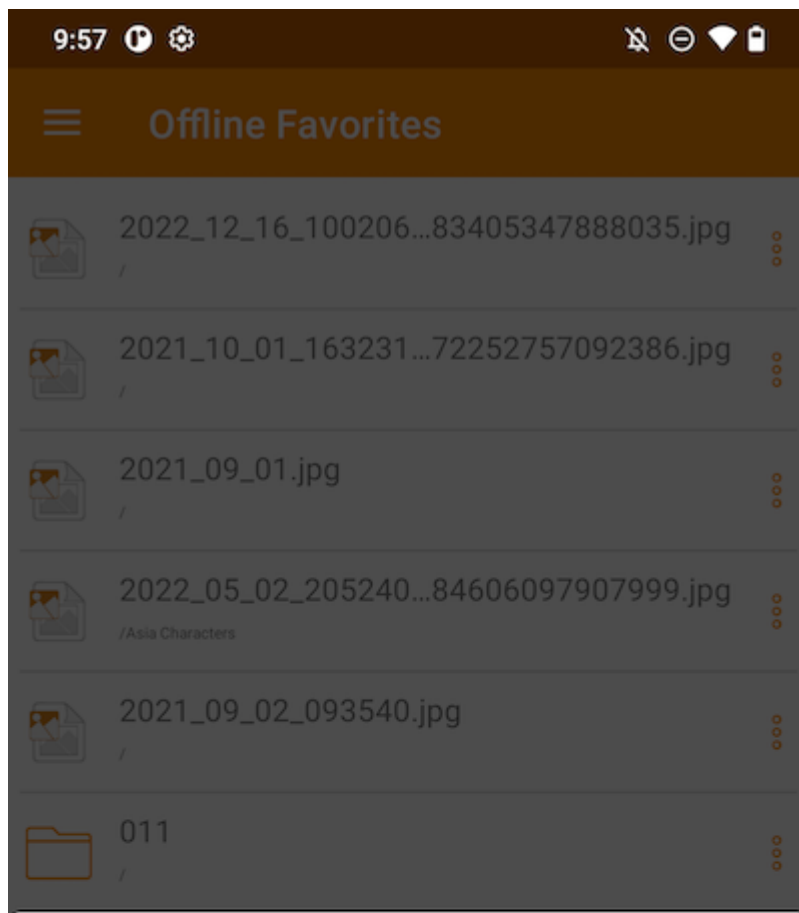 9:57
Offline Favorites
2022_12_16_100206…83405347888035.jpg
/
2021_10_01_163231…72252757092386.jpg
/
2021_09_01.jpg
/
2022_05_02_205240…84606097907999.jpg
/Asia Characters
2021_09_02_093540.jpg
/
011
/